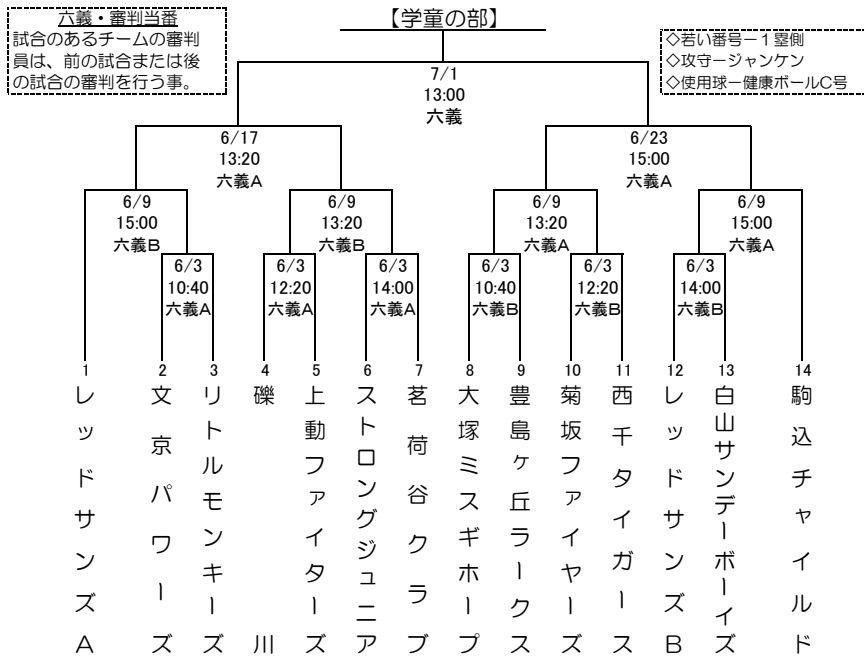 【学童の部】
六義・審判当番
試合のあるチームの審判
員は、前の試合または後
の試合の審判を行う事。
◇若い番号－１塁側
◇攻守－ジャンケン
◇使用球－健康ボールC号
7/1
13:00
六義
6/17
13:20
六義A
6/23
15:00
六義A
6/9
15:00
六義B
6/9
13:20
六義B
6/9
13:20
六義A
6/9
15:00
六義A
6/3
10:40
六義A
6/3
12:20
六義A
6/3
14:00
六義A
6/3
10:40
六義B
6/3
12:20
六義B
6/3
14:00
六義B
1
レッドサンズA
2
文京パワーズ
3
リトルモンキーズ
4
礫川
5
上動ファイターズ
6
ストロングジュニア
7
茗荷谷クラブ
8
大塚ミスギホープ
9
豊島ヶ丘ラークス
10
菊坂ファイヤーズ
11
西千タイガース
12
レッドサンズB
13
白山サンデーボーイズ
14
駒込チャイルド